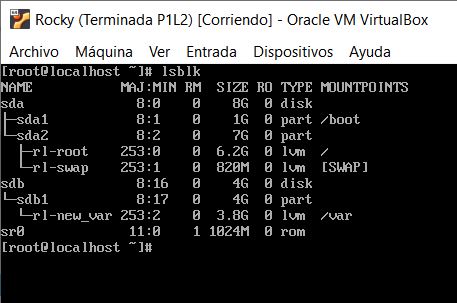 Rocky (Terminada P1L2) [Corriendo] - Oracle VM VirtualBox
Archivo Máquina Ver Entrada Dispositivos Ayuda
[root@localhost ~]# lsblk
NAME MAJ:MIN RM SIZE RO TYPE MOUNTPOINTS
sda 8:0 0 8G 0 disk
├─sda1 8:1 0 1G 0 part /boot
└─sda2 8:2 0 7G 0 part
  ├─rl-root 253:0 0 6.2G 0 lvm /
  └─rl-swap 253:1 0 820M 0 lvm [SWAP]
sdb 8:16 0 4G 0 disk
└─sdb1 8:17 0 4G 0 part
  └─rl-new_var 253:2 0 3.8G 0 lvm /var
sr0 11:0 1 1024M 0 rom
[root@localhost ~]#